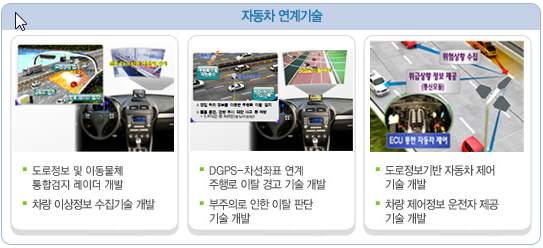 자동차 연계기술
위험상황 수집
위급상황 정보 제공
(통신모듈)
ECU 통한 자동차 제어
도로정보 및 이동물체
통합검지 레이더 개발
차량 이상정보 수집기술 개발
DGPS-차선좌표 연계
주행로 이탈 경고 기술 개발
부주의로 인한 이탈 판단
기술 개발
도로정보기반 자동차 제어
기술 개발
차량 제어정보 운전자 제공
기술 개발